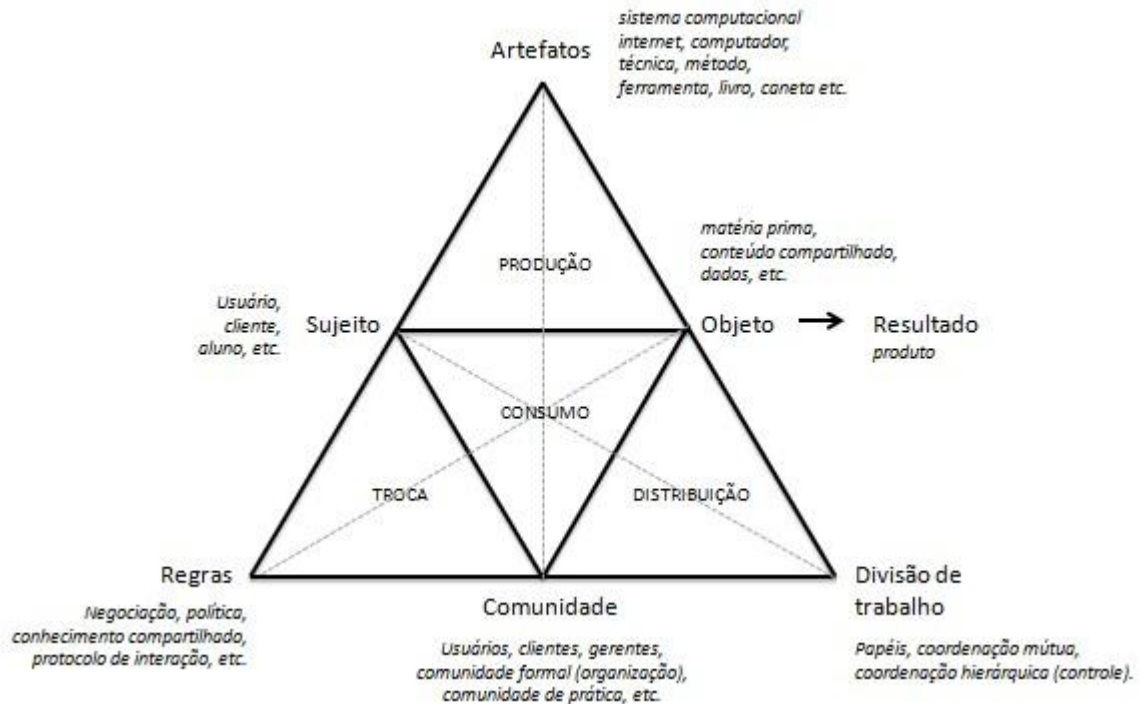 sistema computacional
internet, computador,
técnica, método,
ferramenta, livro, caneta etc.
Artefatos
matéria prima,
conteúdo compartilhado,
dados, etc.
PRODUÇÃO
Usuário,
cliente,
aluno, etc.
Sujeito
Objeto
Resultado
produto
CONSUMO
TROCA
DISTRIBUIÇÃO
Regras
Negociação, política,
conhecimento compartilhado,
protocolo de interação, etc.
Comunidade
Usuários, clientes, gerentes,
comunidade formal (organização),
comunidade de prática, etc.
Divisão de
trabalho
Papéis, coordenação mútua,
coordenação hierárquica (controle).